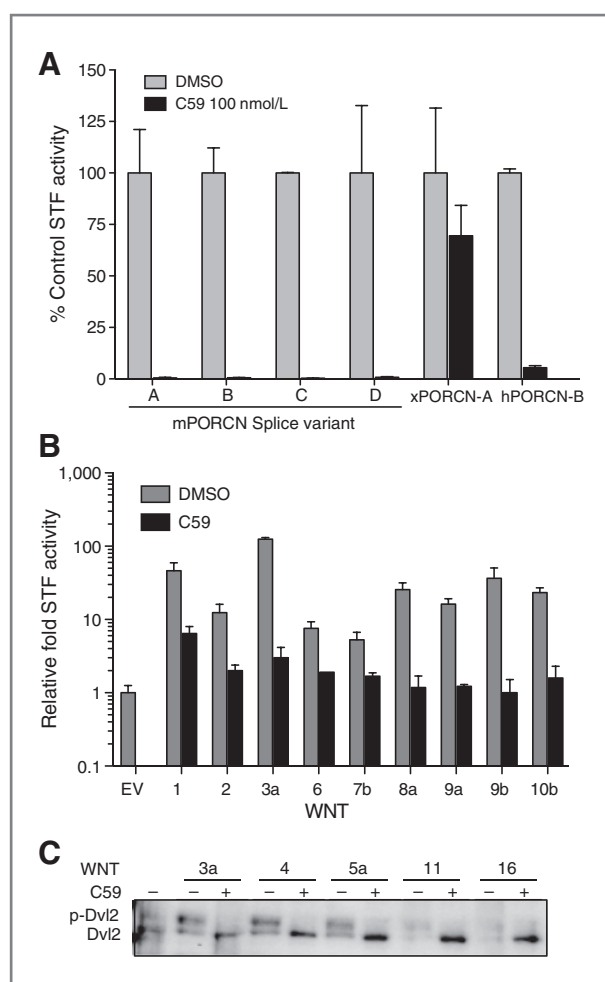 A
150
125
100
75
50
25
0
% Control STF activity
DMSO
C59 100 nmol/L
A B C D xPORCN-A hPORCN-B
mPORCN Splice variant
B
1,000
100
10
1
0.1
Relative fold STF activity
DMSO
C59
EV 1 2 3a 6 7b 8a 9a 9b 10b
WNT
C
WNT 3a 4 5a 11 16
C59 – – + – + – + – + – +
p-Dvl2
Dvl2